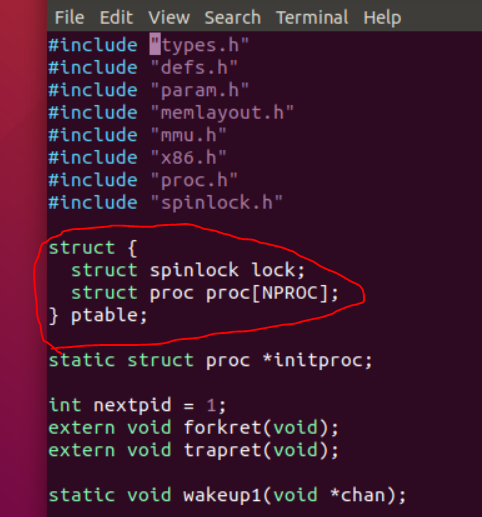 File Edit View Search Terminal Help
#include "types.h"
#include "defs.h"
#include "param.h"
#include "memlayout.h"
#include "mmu.h"
#include "x86.h"
#include "proc.h"
#include "spinlock.h"
struct {
  struct spinlock lock;
  struct proc proc[NPROC];
} ptable;
static struct proc *initproc;
int nextpid = 1;
extern void forkret(void);
extern void trapret(void);
static void wakeup1(void *chan);